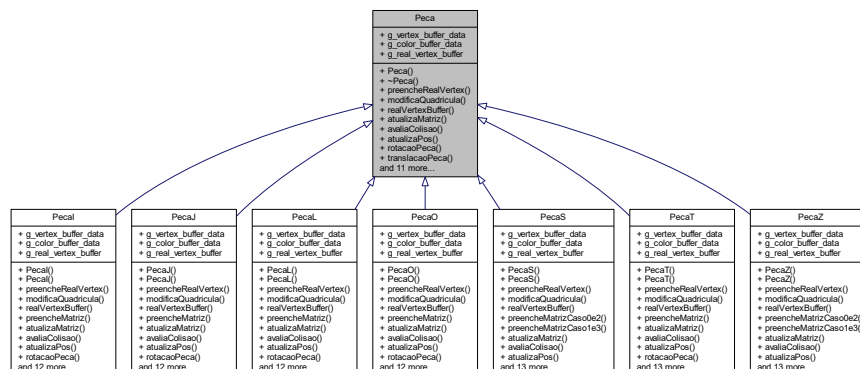 Peca
+ g_vertex_buffer_data
+ g_color_buffer_data
+ g_real_vertex_buffer
+ Peca()
+ ~Peca()
+ preencheRealVertex()
+ modificaQuadricula()
+ realVertexBuffer()
+ atualizaMatriz()
+ avaliaColisao()
+ atualizaPos()
+ rotacaoPeca()
+ translacaoPeca()
and 11 more...
PecaI
+ g_vertex_buffer_data
+ g_color_buffer_data
+ g_real_vertex_buffer
+ PecaI()
+ PecaI()
+ preencheRealVertex()
+ modificaQuadricula()
+ realVertexBuffer()
+ preencheMatriz()
+ atualizaMatriz()
+ avaliaColisao()
+ atualizaPos()
+ rotacaoPeca()
and 12 more...
PecaJ
+ g_vertex_buffer_data
+ g_color_buffer_data
+ g_real_vertex_buffer
+ PecaJ()
+ PecaJ()
+ preencheRealVertex()
+ modificaQuadricula()
+ realVertexBuffer()
+ preencheMatriz()
+ atualizaMatriz()
+ avaliaColisao()
+ atualizaPos()
+ rotacaoPeca()
and 12 more...
PecaL
+ g_vertex_buffer_data
+ g_color_buffer_data
+ g_real_vertex_buffer
+ PecaL()
+ PecaL()
+ preencheRealVertex()
+ modificaQuadricula()
+ realVertexBuffer()
+ preencheMatriz()
+ atualizaMatriz()
+ avaliaColisao()
+ atualizaPos()
+ rotacaoPeca()
and 12 more...
PecaO
+ g_vertex_buffer_data
+ g_color_buffer_data
+ g_real_vertex_buffer
+ PecaO()
+ PecaO()
+ preencheRealVertex()
+ modificaQuadricula()
+ realVertexBuffer()
+ preencheMatriz()
+ atualizaMatriz()
+ avaliaColisao()
+ atualizaPos()
+ rotacaoPeca()
and 12 more...
PecaS
+ g_vertex_buffer_data
+ g_color_buffer_data
+ g_real_vertex_buffer
+ PecaS()
+ PecaS()
+ preencheRealVertex()
+ modificaQuadricula()
+ realVertexBuffer()
+ preencheMatrizCaso0e2()
+ preencheMatrizCaso1e3()
+ atualizaMatriz()
+ avaliaColisao()
+ atualizaPos()
and 13 more...
PecaT
+ g_vertex_buffer_data
+ g_color_buffer_data
+ g_real_vertex_buffer
+ PecaT()
+ PecaT()
+ preencheRealVertex()
+ modificaQuadricula()
+ realVertexBuffer()
+ preencheMatriz()
+ atualizaMatriz()
+ avaliaColisao()
+ atualizaPos()
+ rotacaoPeca()
and 13 more...
PecaZ
+ g_vertex_buffer_data
+ g_color_buffer_data
+ g_real_vertex_buffer
+ PecaZ()
+ PecaZ()
+ preencheRealVertex()
+ modificaQuadricula()
+ realVertexBuffer()
+ preencheMatrizCaso0e2()
+ preencheMatrizCaso1e3()
+ atualizaMatriz()
+ avaliaColisao()
+ atualizaPos()
and 13 more...